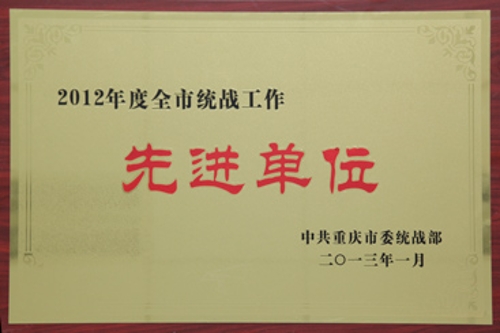 2012年度全市统战工作
先进单位
中共重庆市委统战部
二〇一三年一月